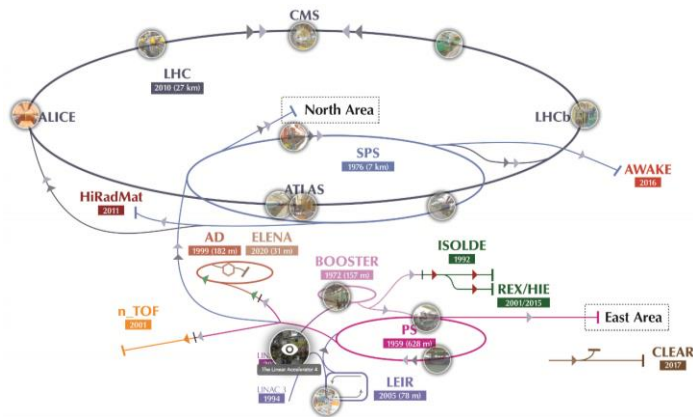 CMS
LHC
2010 (27 km)
North Area
ALICE
LHCb
SPS
1976 (7 km)
AWAKE
2016
ATLAS
HiRadMat
2011
AD
1999 (182 m)
ELENA
2020 (31 m)
BOOSTER
1972 (157 m)
ISOLDE
1992
REX/HIE
2001/2015
n_TOF
2001
East Area
PS
1959 (628 m)
The Linear Accelerator 4
CLEAR
2017
LINAC 3
1994
LEIR
2005 (78 m)